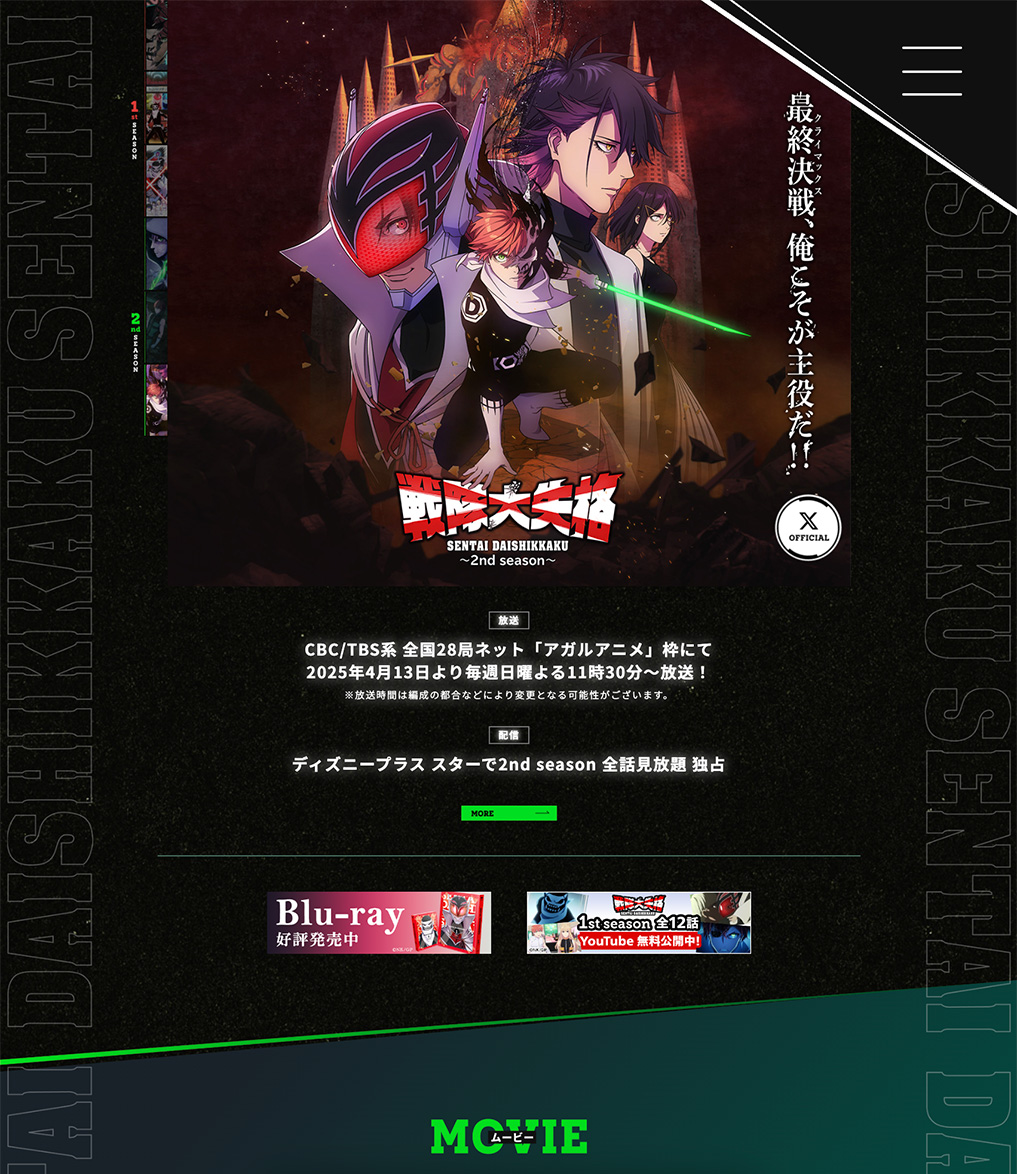 SENTAI DAISHIKKAKU SENTAI
1st SEASON
2nd SEASON
最終決戦、俺こそが主役だ!!
クライマックス
戦隊大失格
SENTAI DAISHIKKAKU
〜2nd season〜
X
OFFICIAL
放送
CBC/TBS系 全国28局ネット「アガルアニメ」枠にて
2025年4月13日より毎週日曜よる11時30分〜放送！
※放送時間は編成の都合などにより変更となる可能性がございます。
配信
ディズニープラス スターで2nd season 全話見放題 独占
MORE
Blu-ray
好評発売中
戦隊大失格
1st season 全12話
YouTube 無料公開中!
MOVIE
ムービー
DAISHIKKAKU SENTAI DA